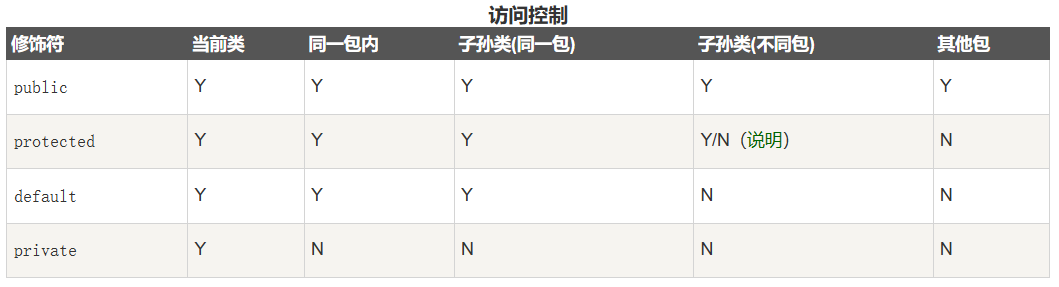 访问控制
修饰符 当前类 同一包内 子孙类(同一包) 子孙类(不同包) 其他包
public Y Y Y Y Y
protected Y Y Y Y/N（说明） N
default Y Y Y N N
private Y N N N N